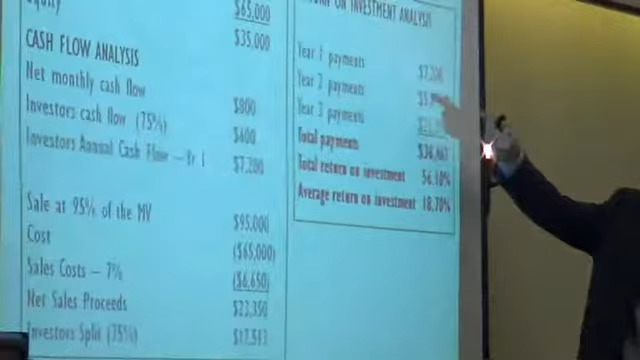 $65,000
Equity $35,000
CASH FLOW ANALYSIS
Net monthly cash flow $800
Investors cash flow (75%) $600
Investors Annual Cash Flow – Yr 1 $7,200
Sale at 95% of the MV $95,000
Cost ($65,000)
Sales Costs – 7% ($6,650)
Net Sales Proceeds $23,350
Investors Split (75%) $17,513
ON INVESTMENT ANALYSIS
Year 1 payments $7,200
Year 2 payments
Year 3 payments
Total payments
Total return on investment 56.10%
Average return on investment 18.70%